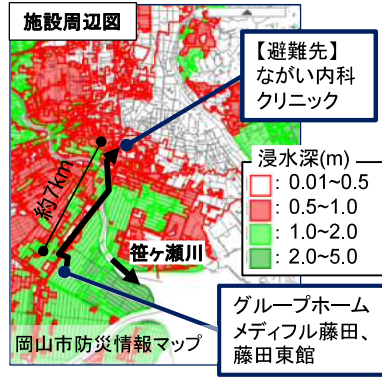 施設周辺図
【避難先】
ながい内科
クリニック
浸水深(m)
: 0.01~0.5
: 0.5~1.0
: 1.0~2.0
: 2.0~5.0
約7km
笹ヶ瀬川
グループホーム
メディフル藤田、
藤田東館
岡山市防災情報マップ